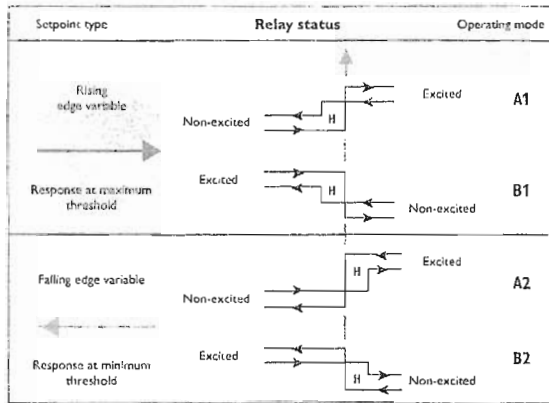 Setpoint type Relay status Operating mode
Rising
edge variable
Excited
A1
H
Non-excited
Excited
B1
H
Response at maximum
threshold
Non-excited
Excited
H
A2
Falling edge variable
Non-excited
Excited
B2
Response at minimum
threshold
H
Non-excited